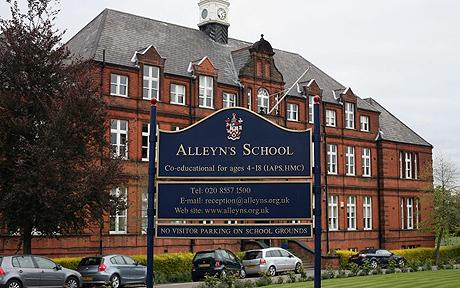 ALLEYN'S SCHOOL
Co-educational for ages 4-18 (IAPS, HMC)
Tel: 020 8557 1500
E-mail: reception@alleyns.org.uk
Web site: www.alleyns.org.uk
NO VISITOR PARKING ON SCHOOL GROUNDS